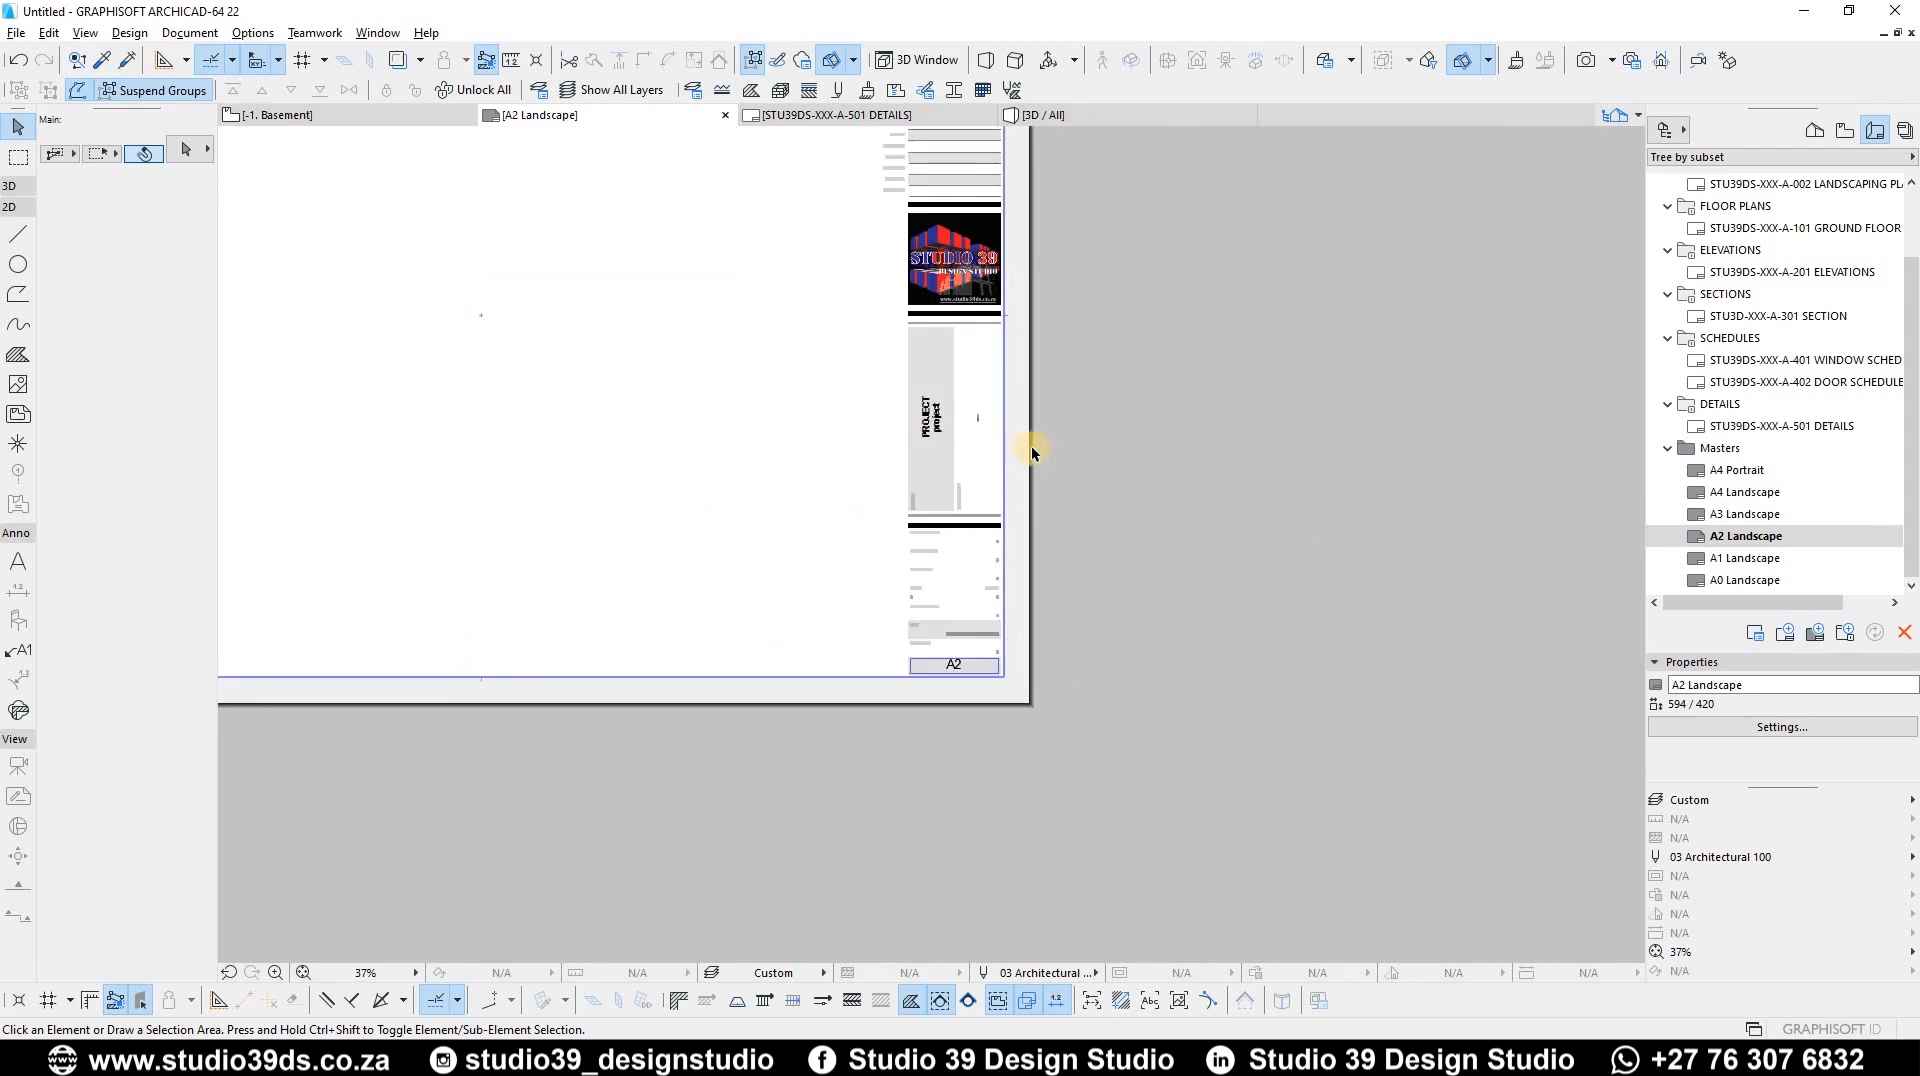 Untitled - GRAPHISOFT ARCHICAD-64 22
File Edit View Design Document Options Teamwork Window Help
3D Window
Suspend Groups Unlock All Show All Layers
Main:
[-1. Basement] [A2 Landscape] [STU39DS-XXX-A-501 DETAILS] [3D / All]
3D
2D
Anno
View
STUDIO 39
DESIGN STUDIO
www.studio39ds.co.za
PROJECT
project
A2
Tree by subset
STU39DS-XXX-A-002 LANDSCAPING PL
FLOOR PLANS
STU39DS-XXX-A-101 GROUND FLOOR
ELEVATIONS
STU39DS-XXX-A-201 ELEVATIONS
SECTIONS
STU3D-XXX-A-301 SECTION
SCHEDULES
STU39DS-XXX-A-401 WINDOW SCHED
STU39DS-XXX-A-402 DOOR SCHEDULE
DETAILS
STU39DS-XXX-A-501 DETAILS
Masters
A4 Portrait
A4 Landscape
A3 Landscape
A2 Landscape
A1 Landscape
A0 Landscape
Properties
A2 Landscape
594 / 420
Settings...
Custom
N/A
N/A
03 Architectural 100
N/A
N/A
N/A
N/A
37%
N/A
37% N/A N/A Custom N/A 03 Architectural ... N/A N/A N/A N/A
Click an Element or Draw a Selection Area. Press and Hold Ctrl+Shift to Toggle Element/Sub-Element Selection.
GRAPHISOFT ID
www.studio39ds.co.za studio39_designstudio Studio 39 Design Studio Studio 39 Design Studio +27 76 307 6832